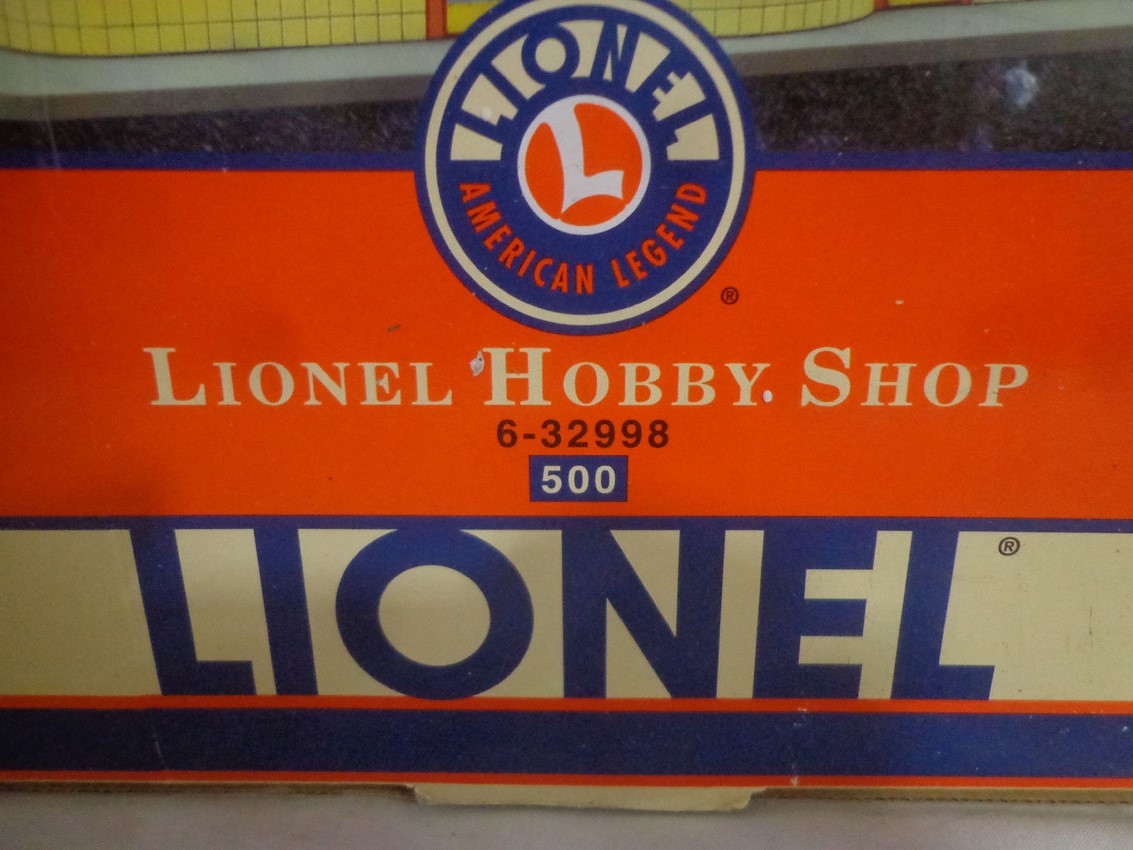 LIONEL
L
AMERICAN LEGEND
®
LIONEL HOBBY SHOP
6-32998
500
LIONEL ®